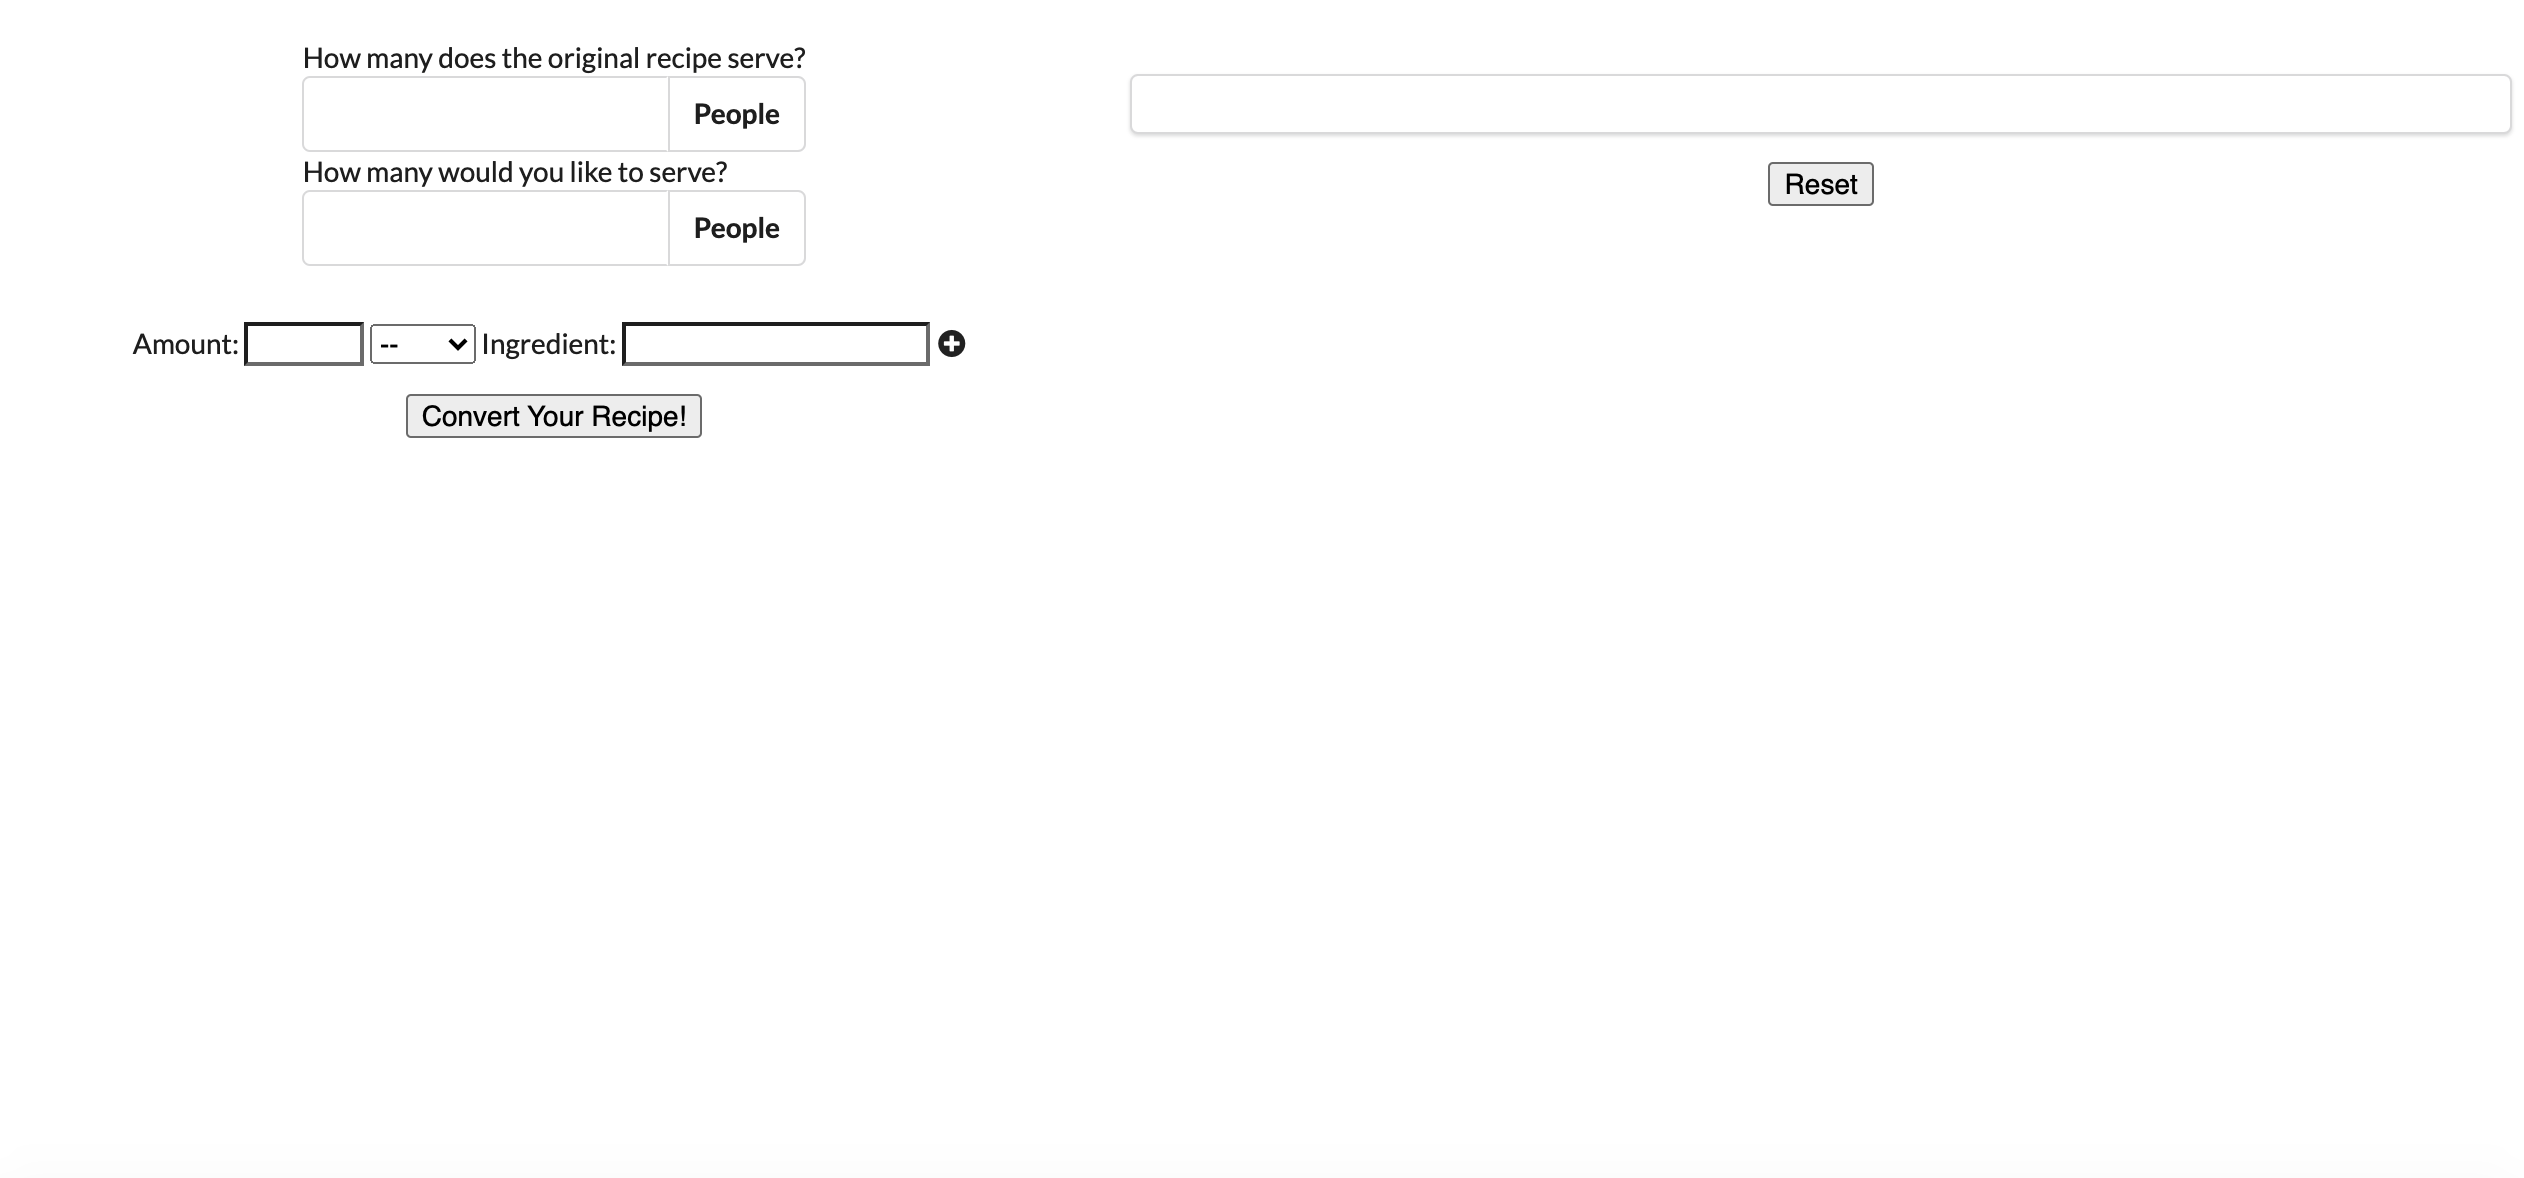 How many does the original recipe serve?
People
How many would you like to serve?
People
Amount: -- Ingredient:
Convert Your Recipe!
Reset